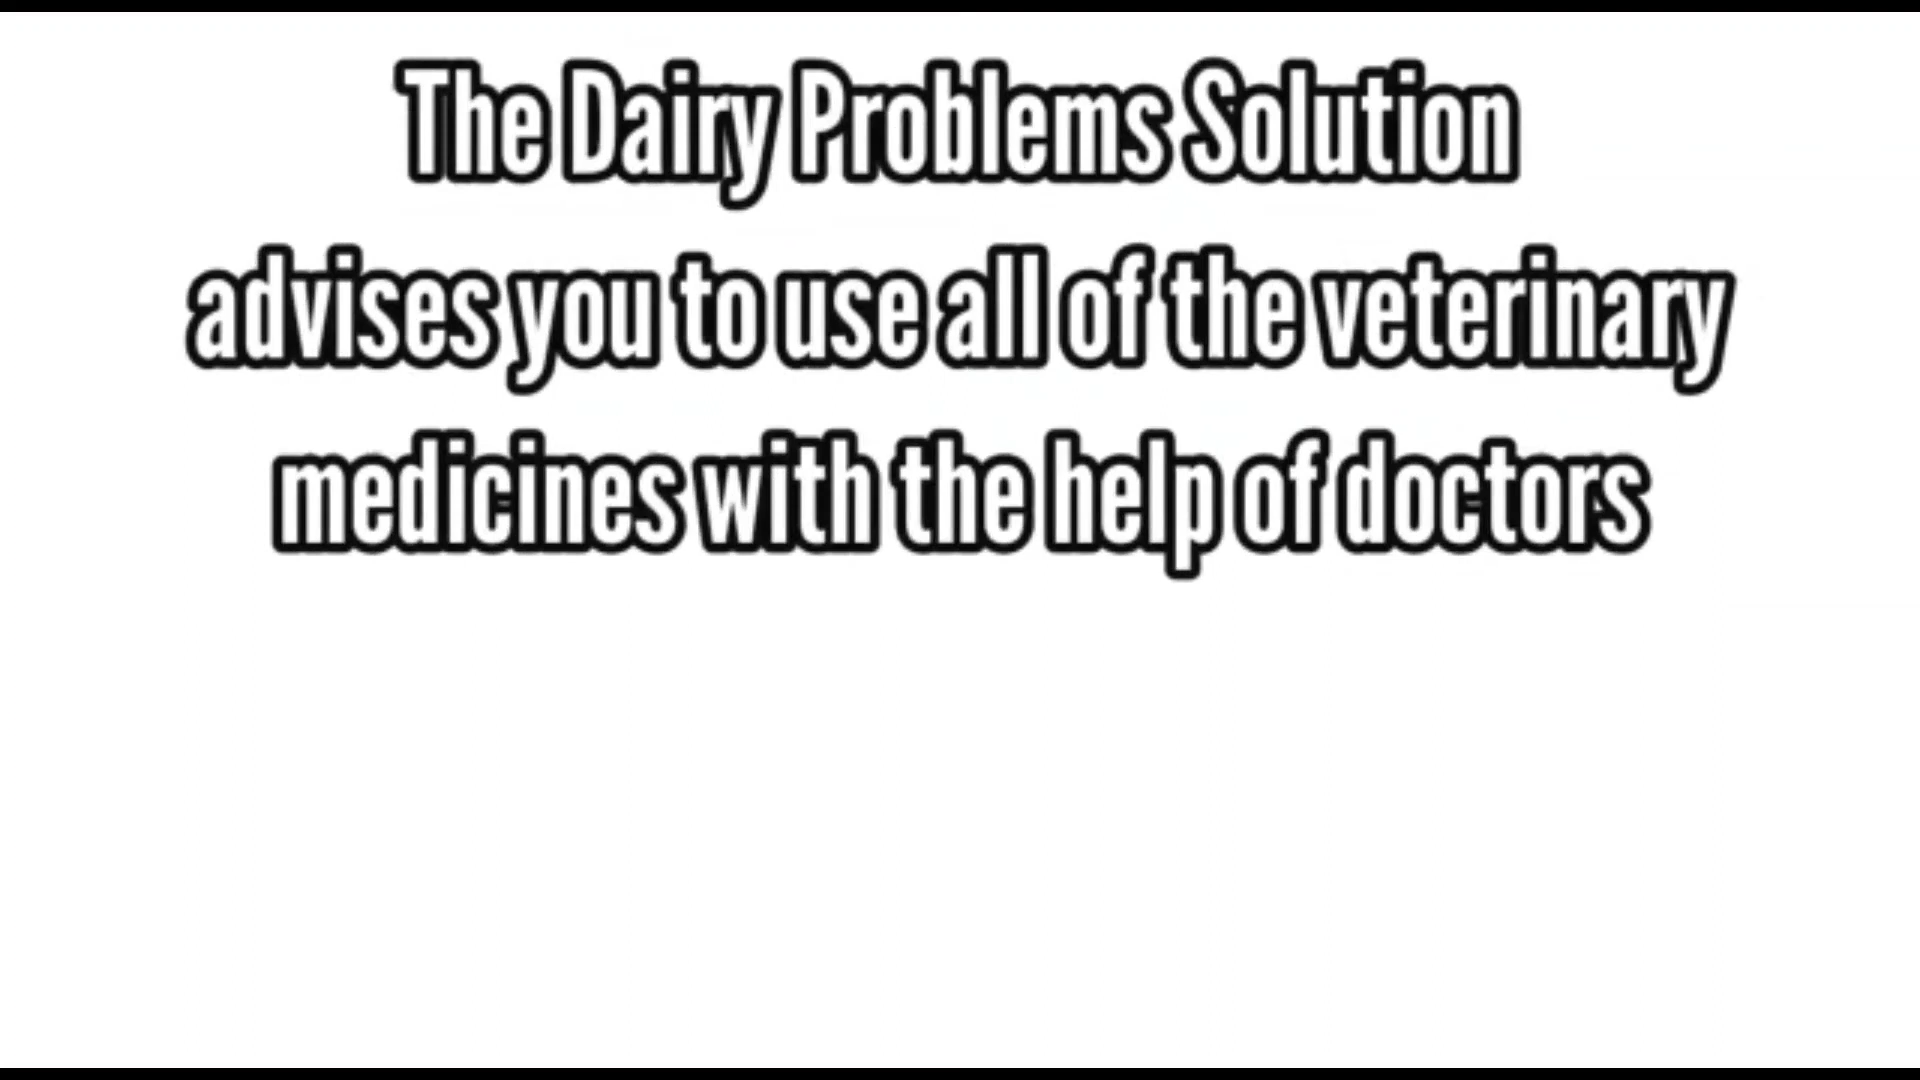 The Dairy Problems Solution
advises you to use all of the veterinary
medicines with the help of doctors